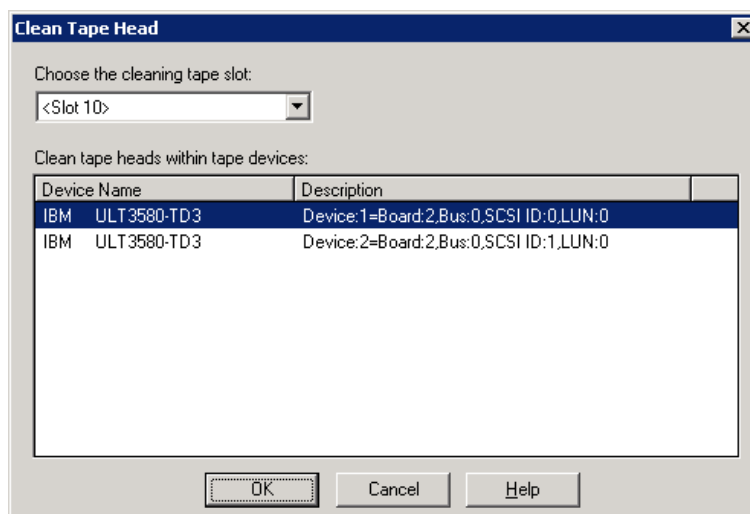 Clean Tape Head
Choose the cleaning tape slot:
<Slot 10>
Clean tape heads within tape devices:
Device Name Description
IBM ULT3580-TD3 Device:1=Board:2,Bus:0,SCSI ID:0,LUN:0
IBM ULT3580-TD3 Device:2=Board:2,Bus:0,SCSI ID:1,LUN:0
OK Cancel Help